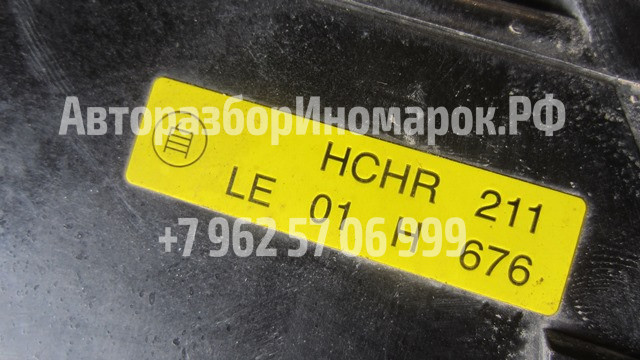 АвторазборИномарок.РФ
HCHR 211
LE 01 H 676
+7 962 57 06 999